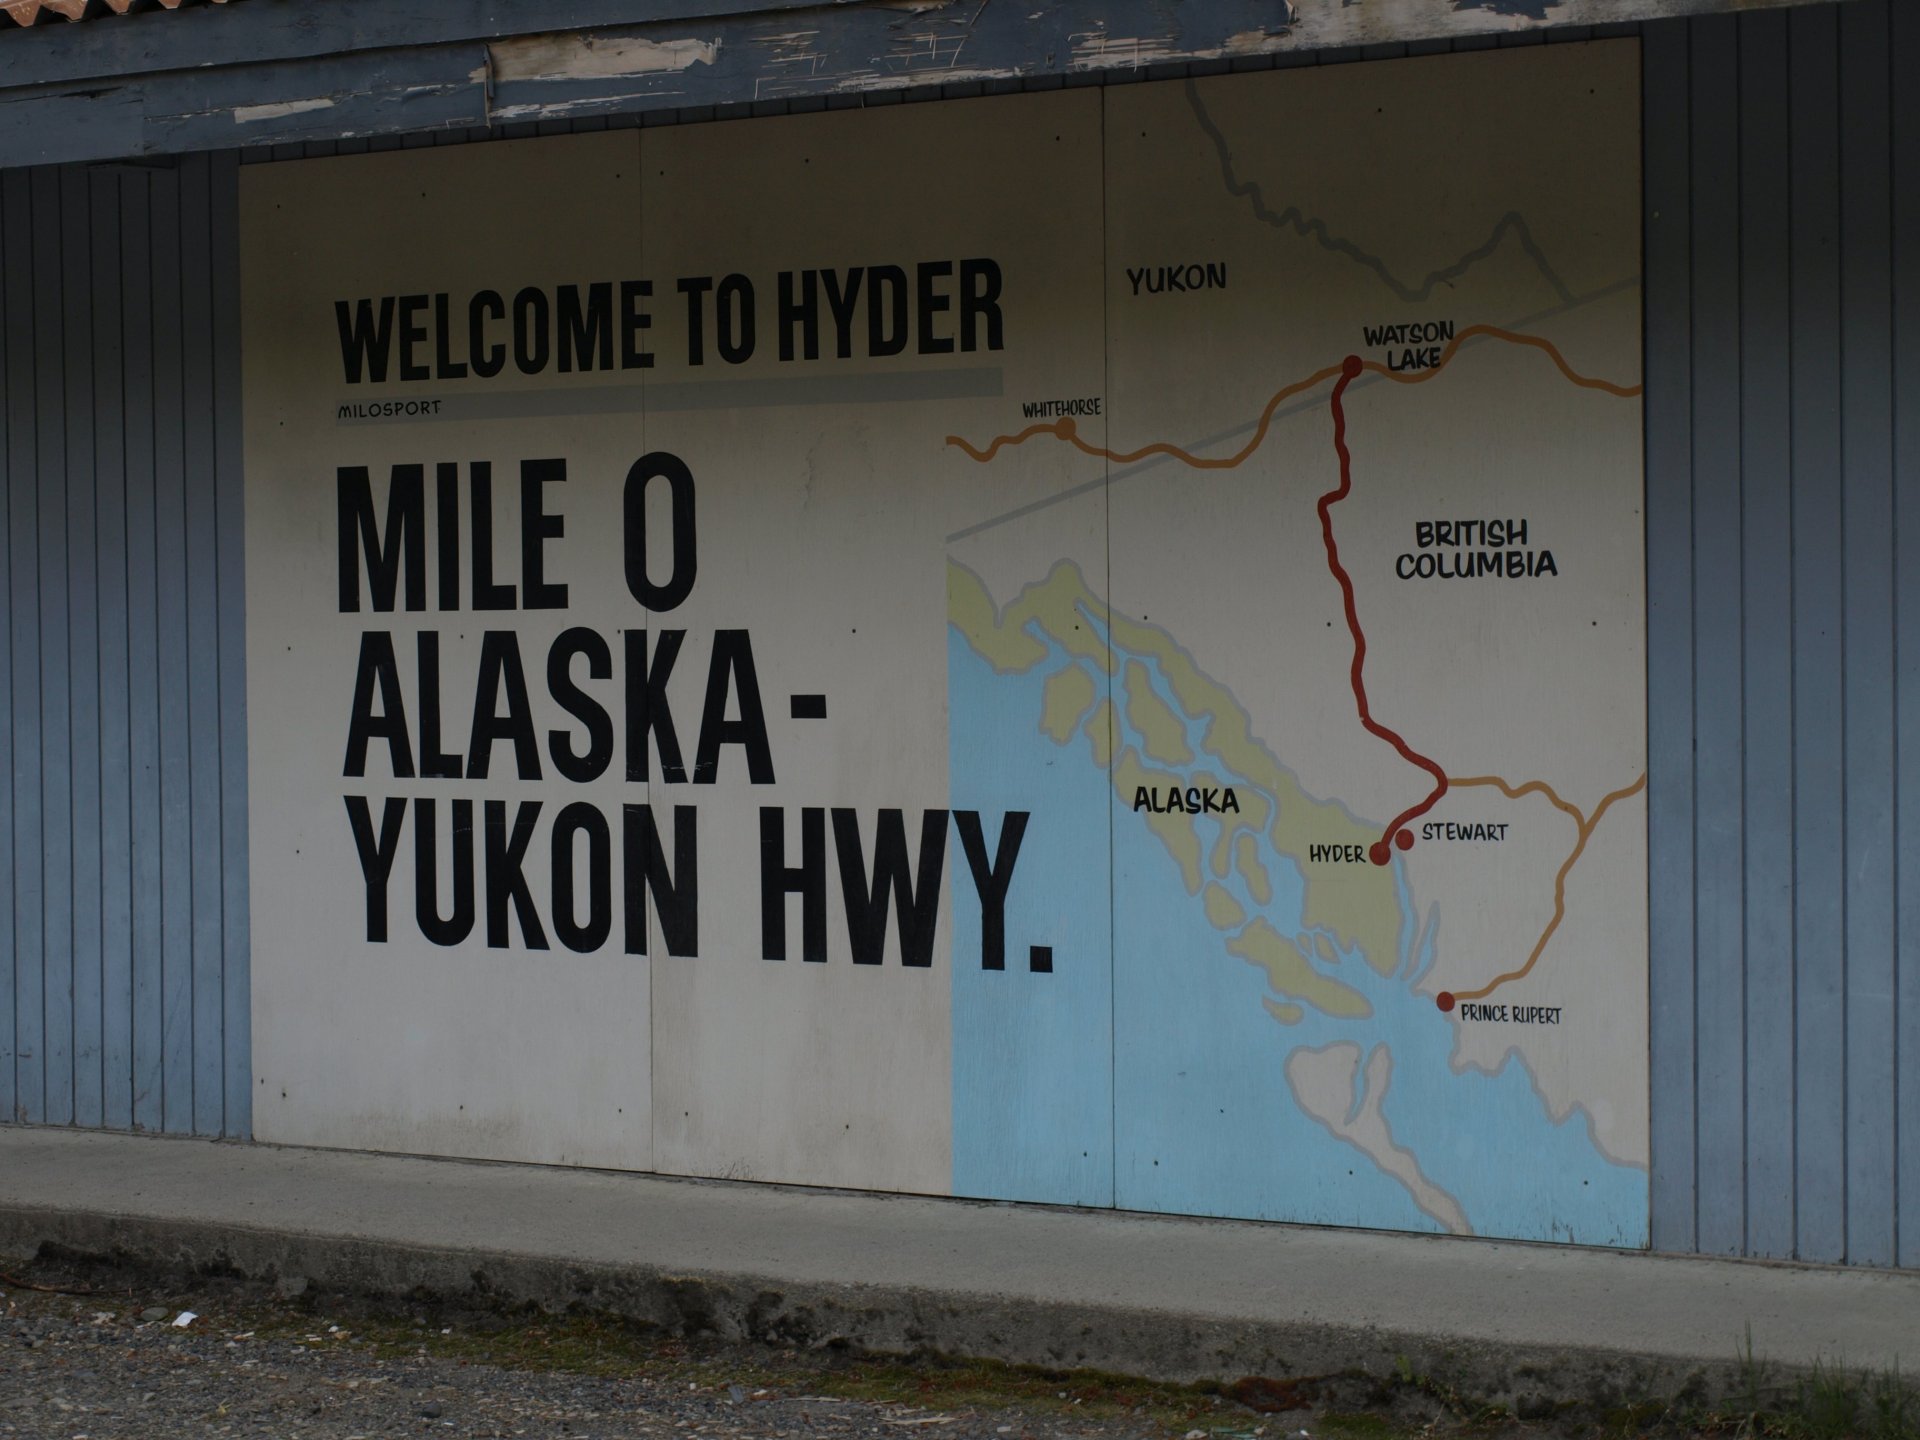 WELCOME TO HYDER
MILOSPORT
MILE 0
ALASKA-
YUKON HWY.
YUKON
WATSON
LAKE
WHITEHORSE
BRITISH
COLUMBIA
ALASKA
STEWART
HYDER
PRINCE RUPERT